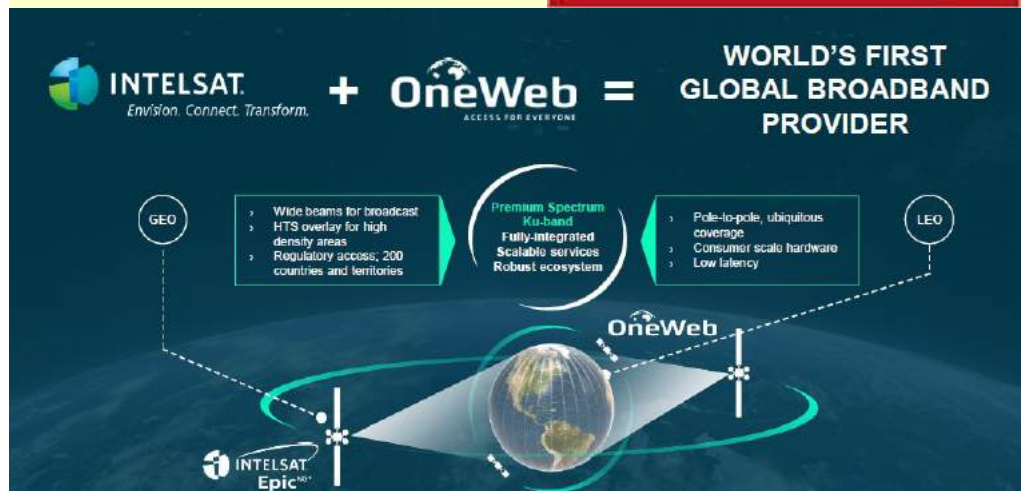 INTELSAT.
Envision. Connect. Transform.
+
OneWeb
ACCESS FOR EVERYONE
=
WORLD'S FIRST
GLOBAL BROADBAND
PROVIDER
GEO
› Wide beams for broadcast
› HTS overlay for high
density areas
› Regulatory access; 200
countries and territories
Premium Spectrum
Ku-band
Fully-integrated
Scalable services
Robust ecosystem
› Pole-to-pole, ubiquitous
coverage
› Consumer scale hardware
› Low latency
LEO
OneWeb
INTELSAT
Epic